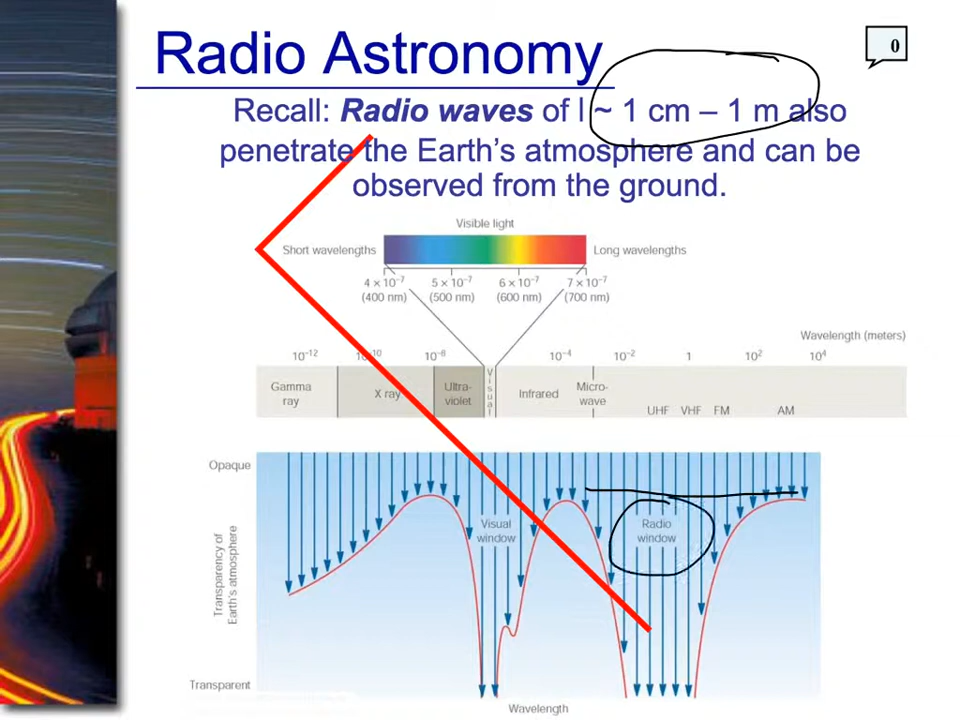 Radio Astronomy
0
Recall: Radio waves of l ~ 1 cm – 1 m also
penetrate the Earth's atmosphere and can be
observed from the ground.
Visible light
Short wavelengths
Long wavelengths
4 × 10⁻⁷ 5 × 10⁻⁷ 6 × 10⁻⁷ 7 × 10⁻⁷
(400 nm) (500 nm) (600 nm) (700 nm)
Wavelength (meters)
10⁻¹² 10⁻¹⁰ 10⁻⁸ 10⁻⁴ 10⁻² 1 10² 10⁴
Gamma
ray
X ray
Ultra-
violet
Visual
Infrared
Micro-
wave
UHF VHF FM AM
Opaque
Visual
window
Radio
window
Transparency of
Earth's atmosphere
Transparent
Wavelength